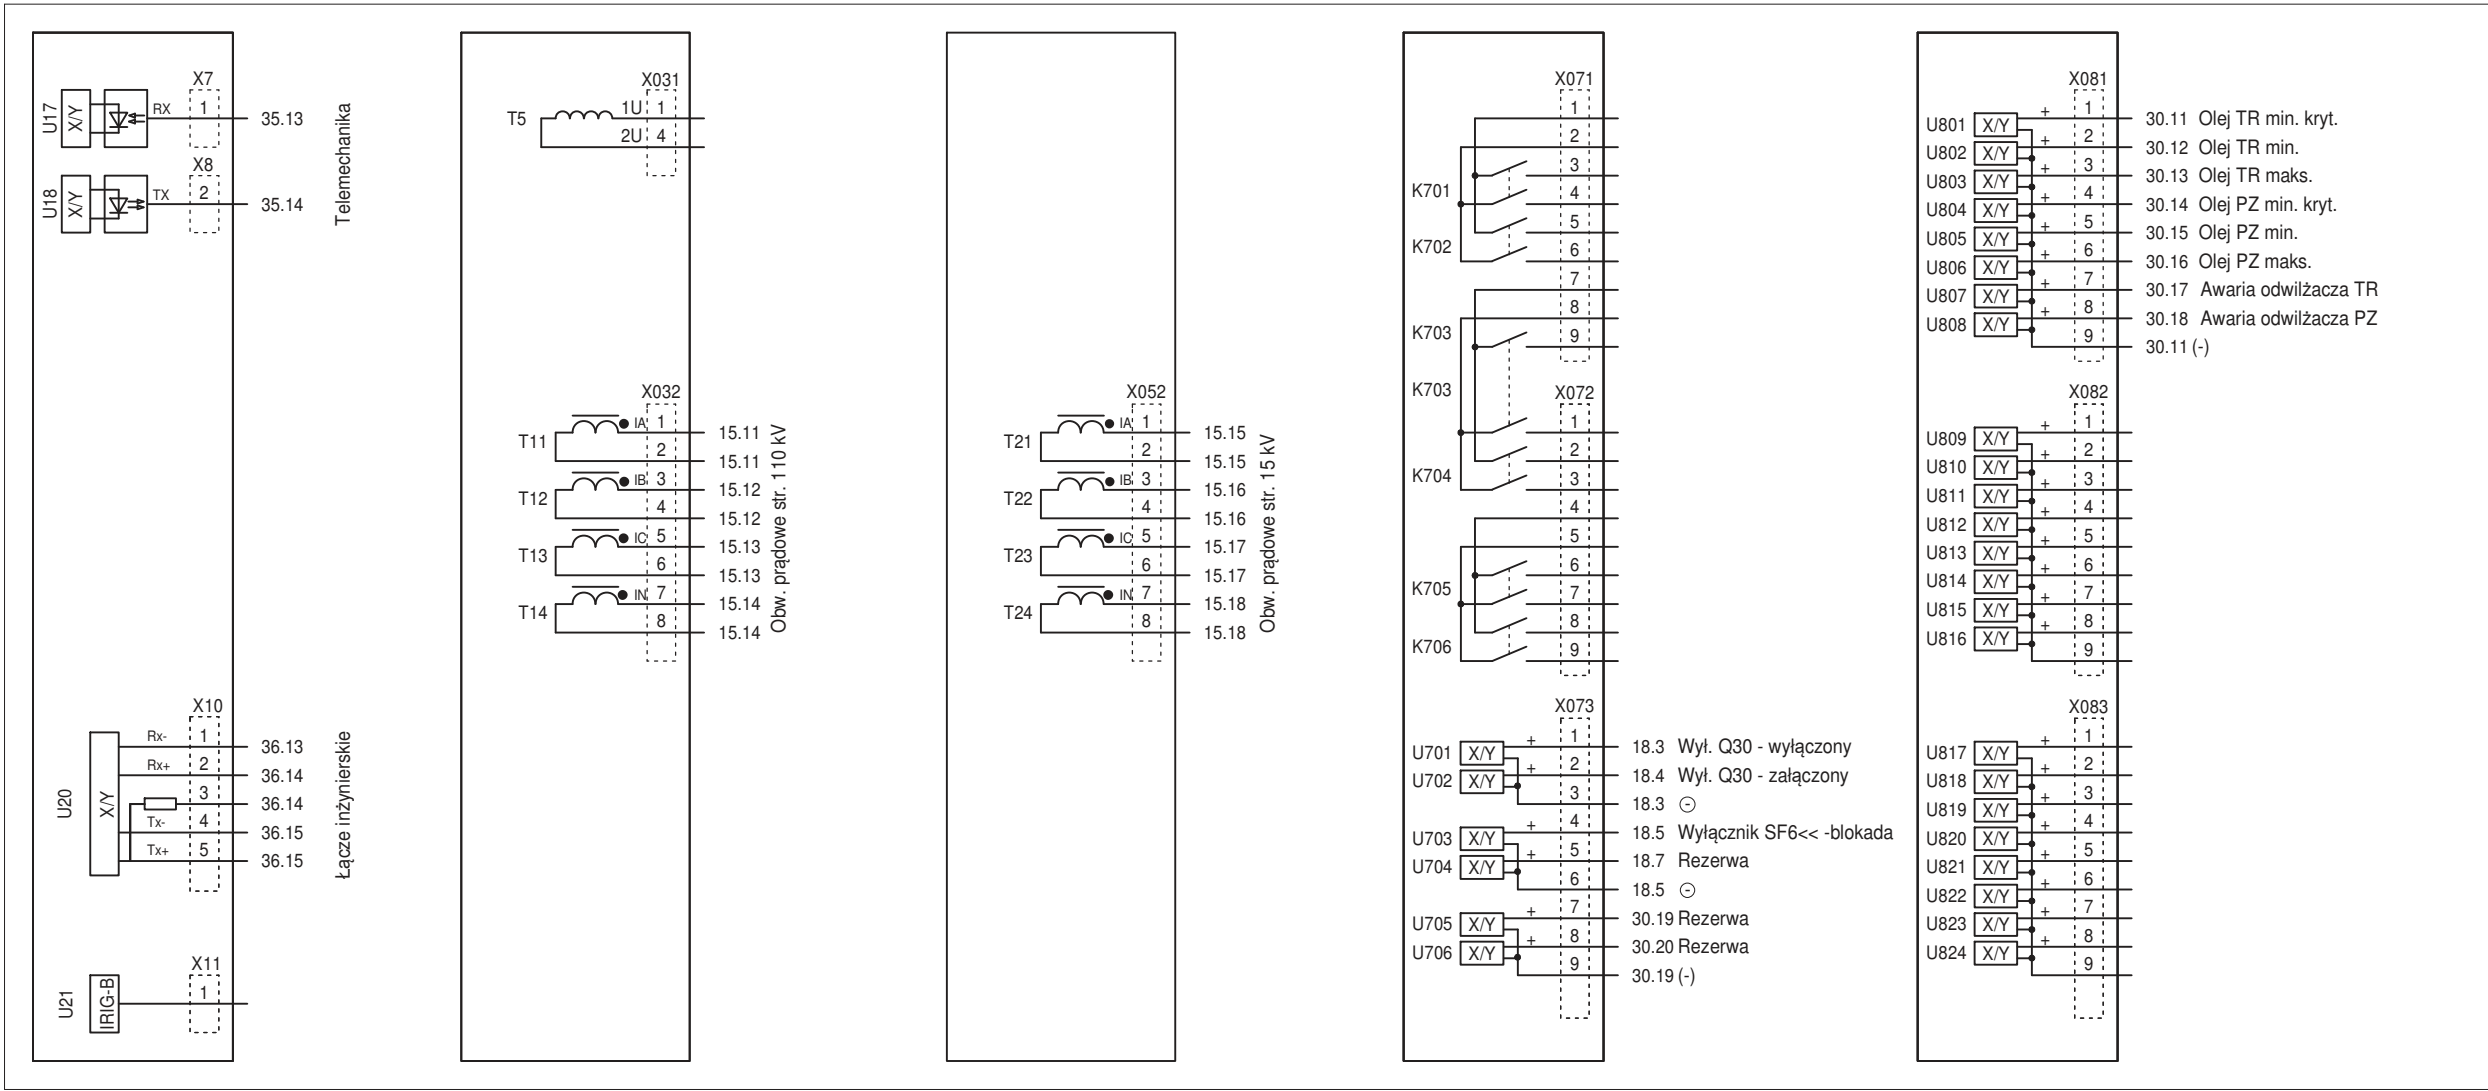 X7
U17
X/Y
RX 1 35.13
X8
U18
X/Y
TX 2 35.14
Telemechanika
X10
U20
X/Y
Rx- 1 36.13
Rx+ 2 36.14
3 36.14
Tx- 4 36.15
Tx+ 5 36.15
Łącze inżynierskie
X11
U21
IRIG-B
1
X031
T5
1U 1
2U 4
X032
T11 IA 1 15.11
2 15.11
T12 IB 3 15.12
4 15.12
T13 IC 5 15.13
6 15.13
T14 IN 7 15.14
8 15.14
Obw. prądowe str. 110 kV
X052
T21 IA 1 15.15
2 15.15
T22 IB 3 15.16
4 15.16
T23 IC 5 15.17
6 15.17
T24 IN 7 15.18
8 15.18
Obw. prądowe str. 15 kV
X071
1
2
3
K701 4
5
K702 6
7
8
K703 9
K703
X072
1
2
K704 3
4
5
6
K705 7
8
K706 9
X073
U701 X/Y + 1 18.3 Wył. Q30 - wyłączony
U702 X/Y + 2 18.4 Wył. Q30 - załączony
3 18.3 ⊝
U703 X/Y + 4 18.5 Wyłącznik SF6<< -blokada
U704 X/Y + 5 18.7 Rezerwa
6 18.5 ⊝
U705 X/Y + 7 30.19 Rezerwa
U706 X/Y + 8 30.20 Rezerwa
9 30.19 (-)
X081
U801 X/Y + 1 30.11 Olej TR min. kryt.
U802 X/Y + 2 30.12 Olej TR min.
U803 X/Y + 3 30.13 Olej TR maks.
U804 X/Y + 4 30.14 Olej PZ min. kryt.
U805 X/Y + 5 30.15 Olej PZ min.
U806 X/Y + 6 30.16 Olej PZ maks.
U807 X/Y + 7 30.17 Awaria odwilżacza TR
U808 X/Y + 8 30.18 Awaria odwilżacza PZ
9 30.11 (-)
X082
U809 X/Y + 1
U810 X/Y + 2
U811 X/Y + 3
U812 X/Y + 4
U813 X/Y + 5
U814 X/Y + 6
U815 X/Y + 7
U816 X/Y + 8
9
X083
U817 X/Y + 1
U818 X/Y + 2
U819 X/Y + 3
U820 X/Y + 4
U821 X/Y + 5
U822 X/Y + 6
U823 X/Y + 7
U824 X/Y + 8
9